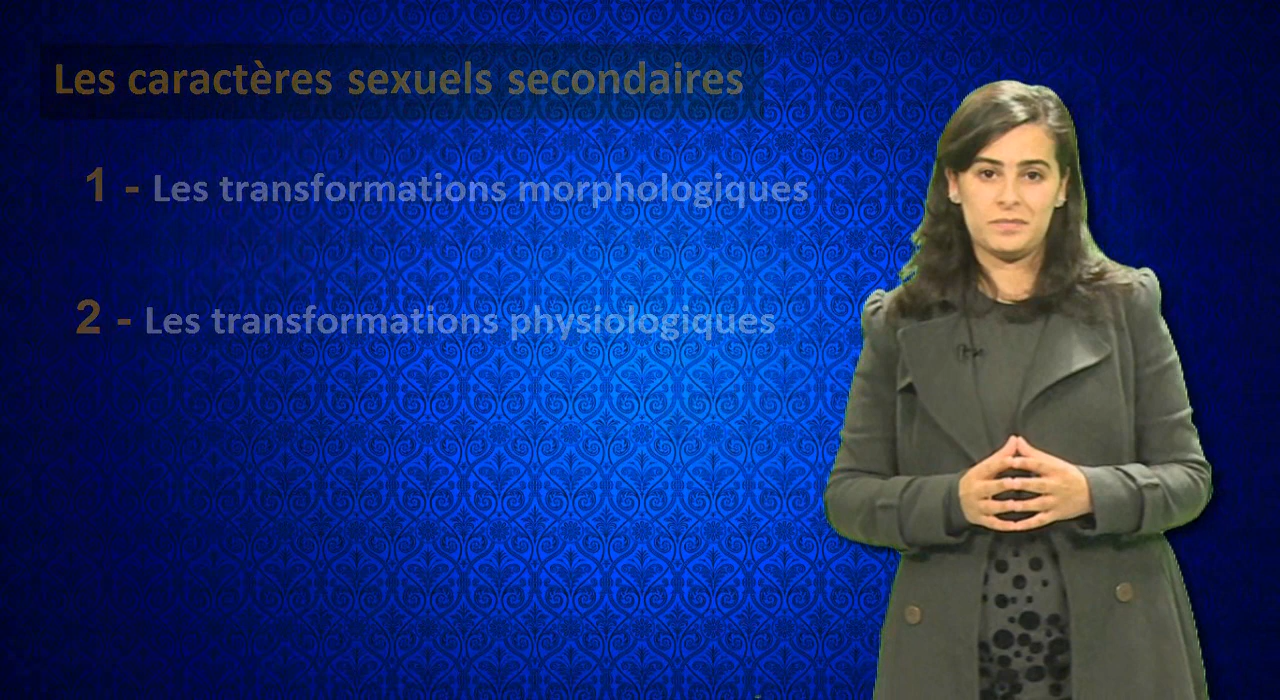 Les caractères sexuels secondaires
1 - Les transformations morphologiques
2 - Les transformations physiologiques